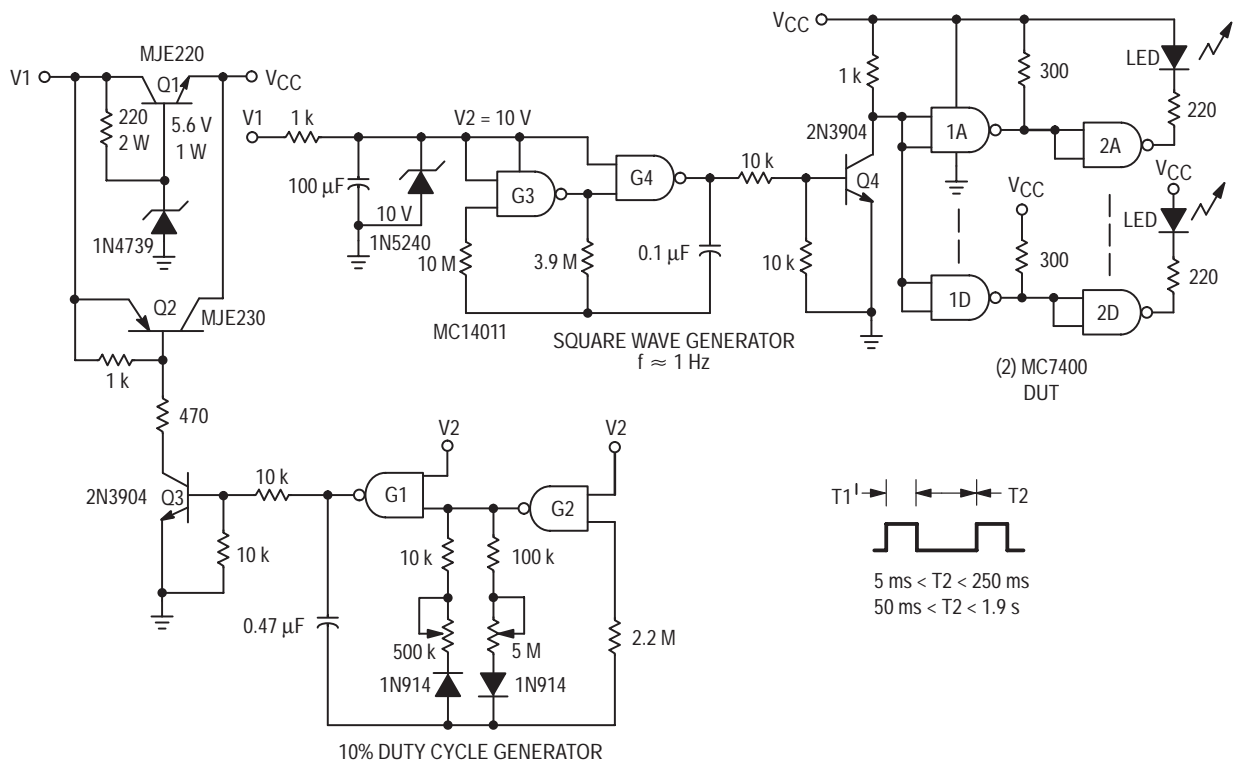 MJE220
V1
Q1
VCC
220
2 W
5.6 V
1 W
1N4739
Q2
MJE230
1 k
470
2N3904
Q3
10 k
10 k
V1
1 k
V2 = 10 V
100 µF
10 V
1N5240
G3
G4
10 M
3.9 M
0.1 µF
MC14011
SQUARE WAVE GENERATOR
f ≈ 1 Hz
10 k
10 k
2N3904
Q4
VCC
1 k
300
LED
220
1A
2A
VCC
VCC
LED
300
220
1D
2D
(2) MC7400
DUT
V2
V2
G1
G2
10 k
100 k
0.47 µF
500 k
5 M
2.2 M
1N914
1N914
10% DUTY CYCLE GENERATOR
T1
T2
5 ms < T2 < 250 ms
50 ms < T2 < 1.9 s